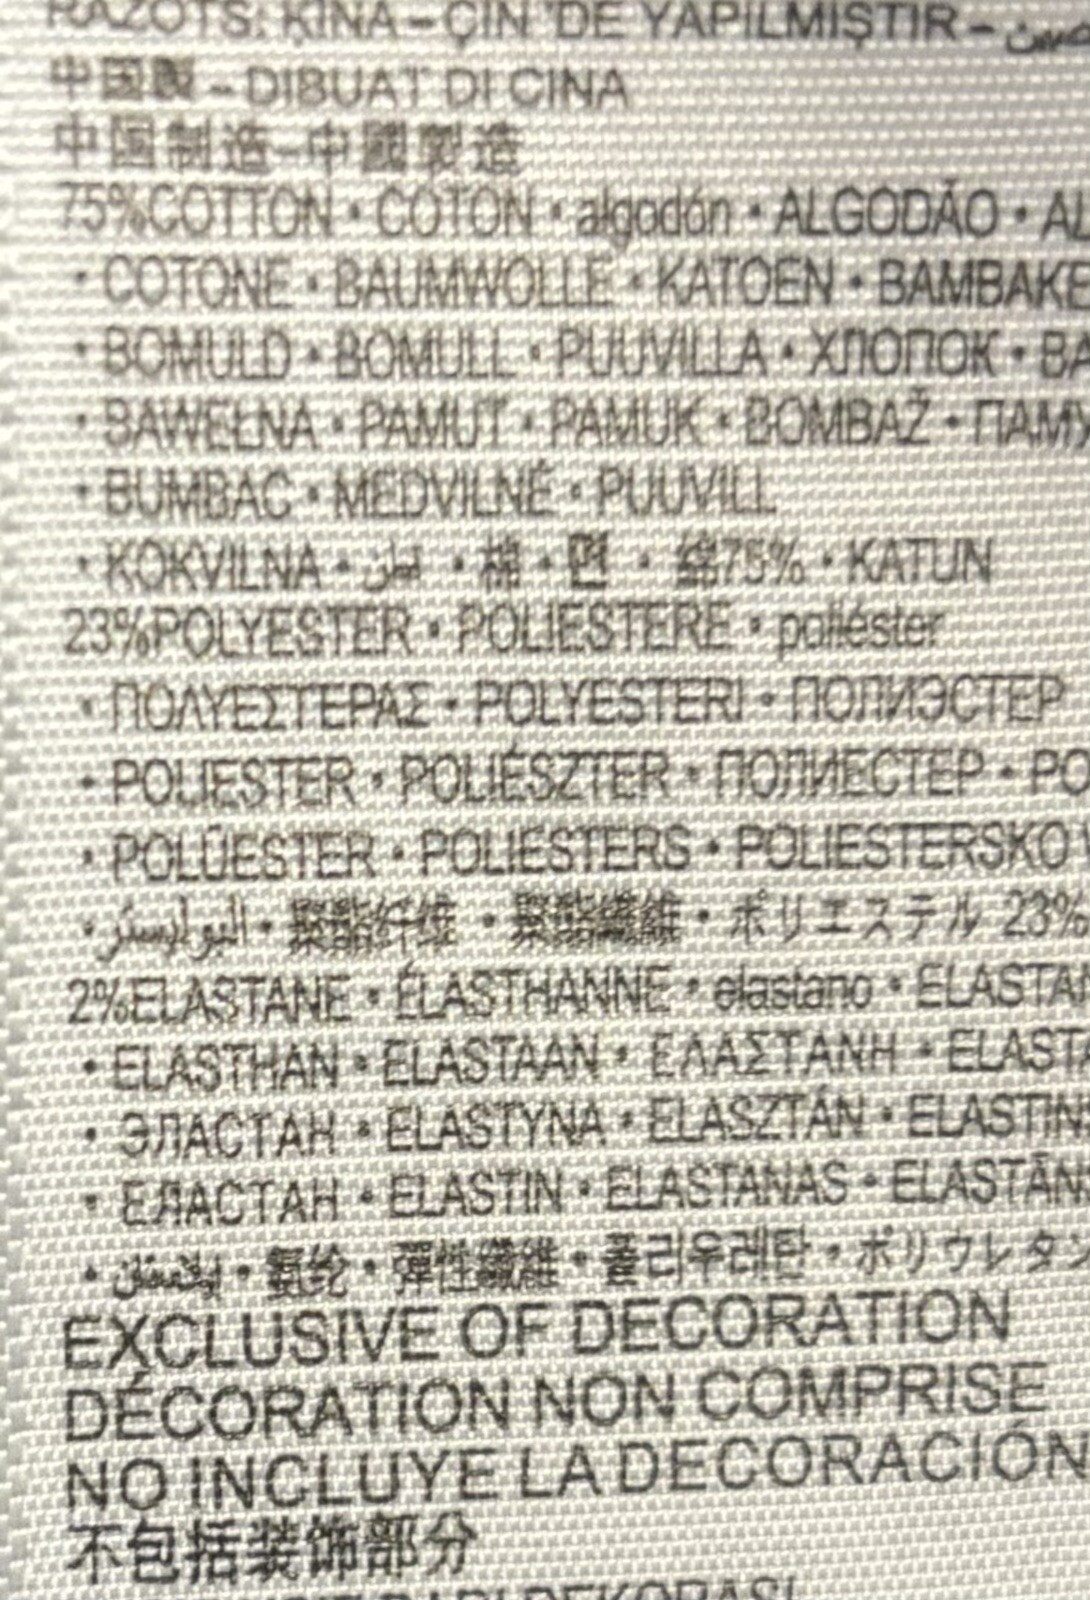 RAŽOTS: ĶĪNA – ÇİN 'DE YAPILMIŞTIR –
中国製 – DIBUAT DI CINA
中国制造–中國製造
75%COTTON • COTON • algodón • ALGODÃO • AL
• COTONE • BAUMWOLLE • KATOEN • BAMBAKE
• BOMULD • BOMULL • PUUVILLA • ХЛОПОК • BA
• BAWEŁNA • PAMUT • PAMUK • BOMBAŽ • ПАМУ
• BUMBAC • MEDVILNÉ • PUUVILL
• KOKVILNA • قطن • 棉 • 면 • 綿75% • KATUN
23%POLYESTER • POLIESTERE • poliéster
• ΠΟΛΥΕΣΤΕΡΑΣ • POLYESTERI • ПОЛИЭСТЕР
• POLIESTER • POLIÉSZTER • ПОЛИЕСТЕР • PO
• POLÜESTER • POLIESTERS • POLIESTERSKO
• البوليستر • 聚酯纤维 • 聚酯纖維 • ポリエステル 23%
2%ELASTANE • ÉLASTHANNE • elastano • ELASTA
• ELASTHAN • ELASTAAN • ΕΛΑΣΤΑΝΗ • ELAST
• ЭЛАСТАН • ELASTYNA • ELASZTÁN • ELASTIN
• ЕЛАСТАН • ELASTIN • ELASTANAS • ELASTĀN
• 氨纶 • 彈性纖維 • 폴리우레탄 • ポリウレタン
EXCLUSIVE OF DECORATION
DÉCORATION NON COMPRISE
NO INCLUYE LA DECORACIÓN
不包括装饰部分
DARI DEKORASI